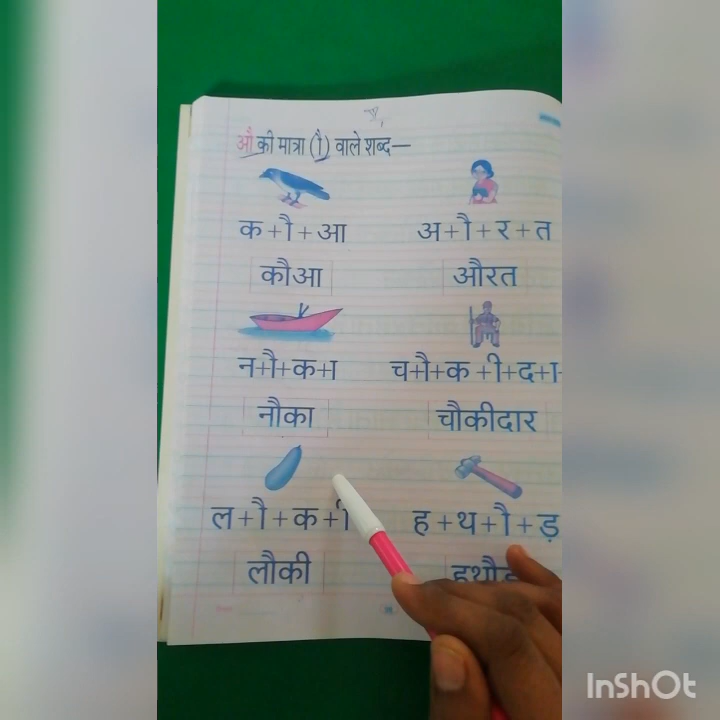 औ की मात्रा (ौ) वाले शब्द—
क+ौ+आ अ+ौ+र+त
कौआ औरत
न+ौ+क+ा च+ौ+क+ी+द+ा+
नौका चौकीदार
ल+ौ+क+ी ह+थ+ौ+ड़
लौकी
InShOt